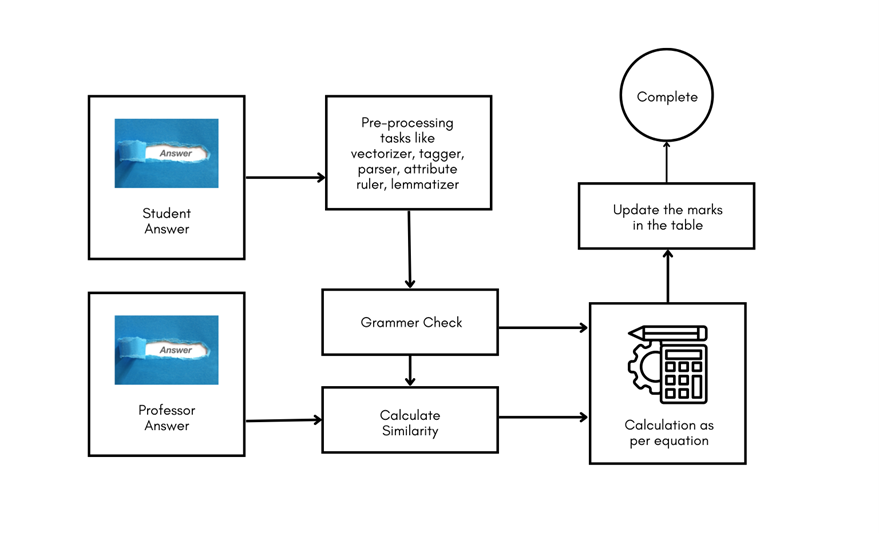 Answer
Student
Answer
Pre-processing
tasks like
vectorizer, tagger,
parser, attribute
ruler, lemmatizer
Grammer Check
Answer
Professor
Answer
Calculate
Similarity
Calculation as
per equation
Update the marks
in the table
Complete